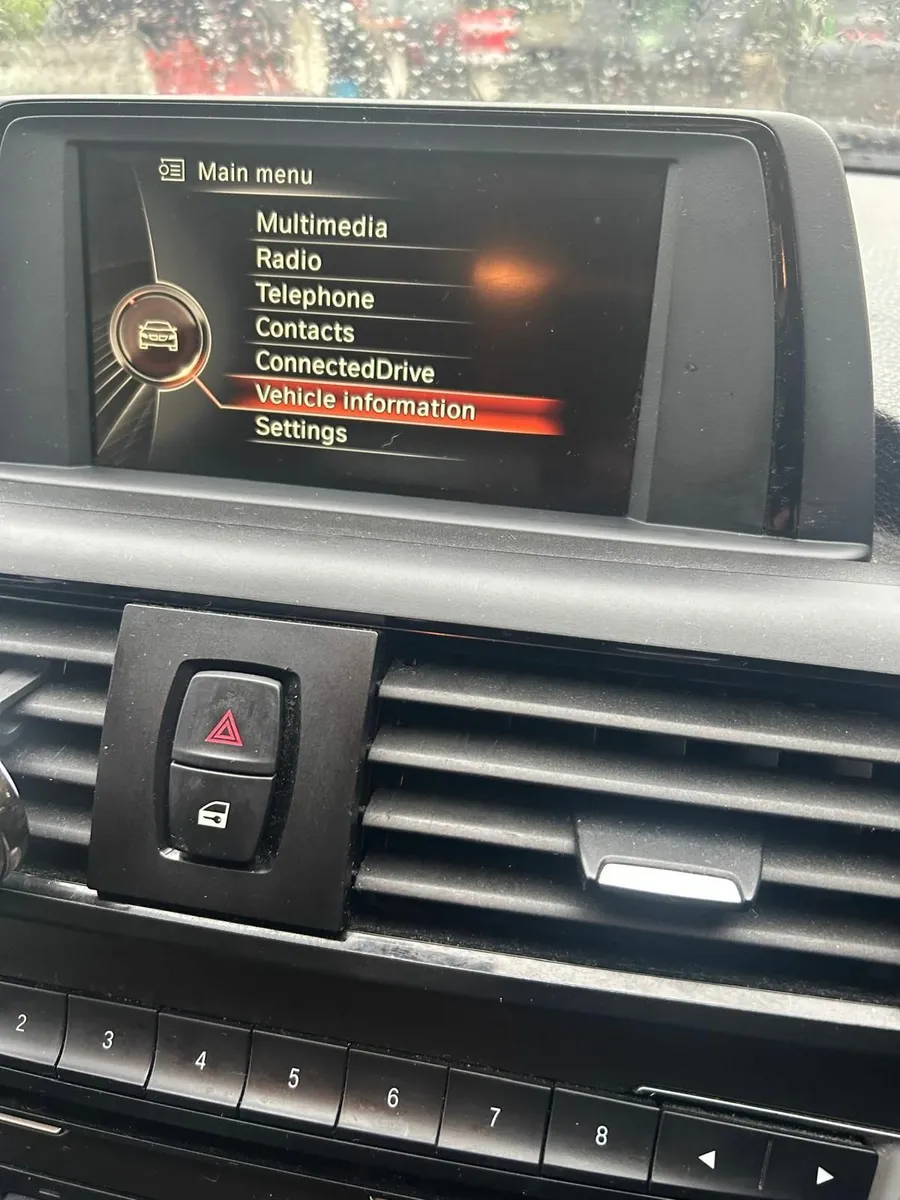 Main menu
Multimedia
Radio
Telephone
Contacts
ConnectedDrive
Vehicle information
Settings
2
3
4
5
6
7
8